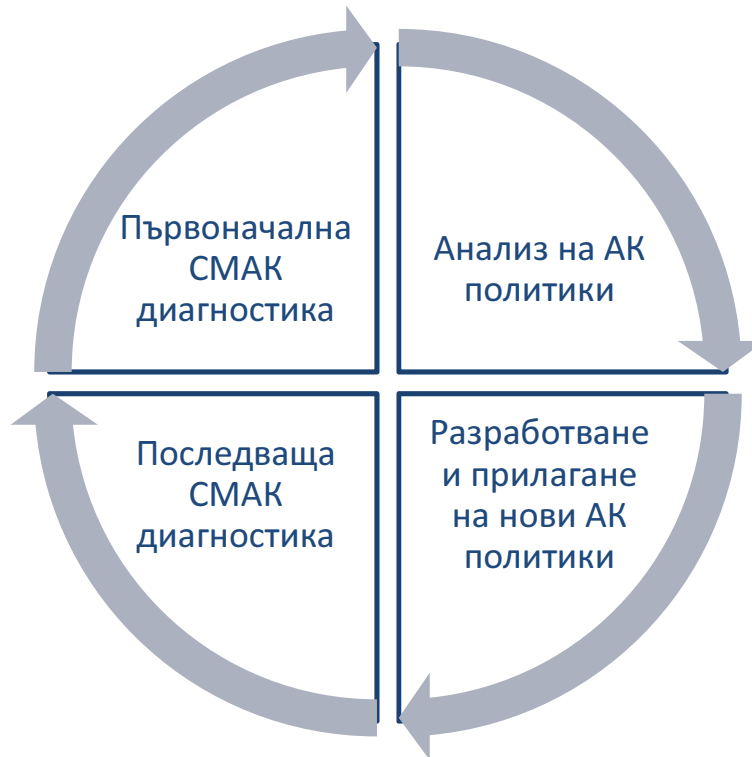 Първоначална
СМАК
диагностика
Анализ на АК
политики
Разработване
и прилагане
на нови АК
политики
Последваща
СМАК
диагностика